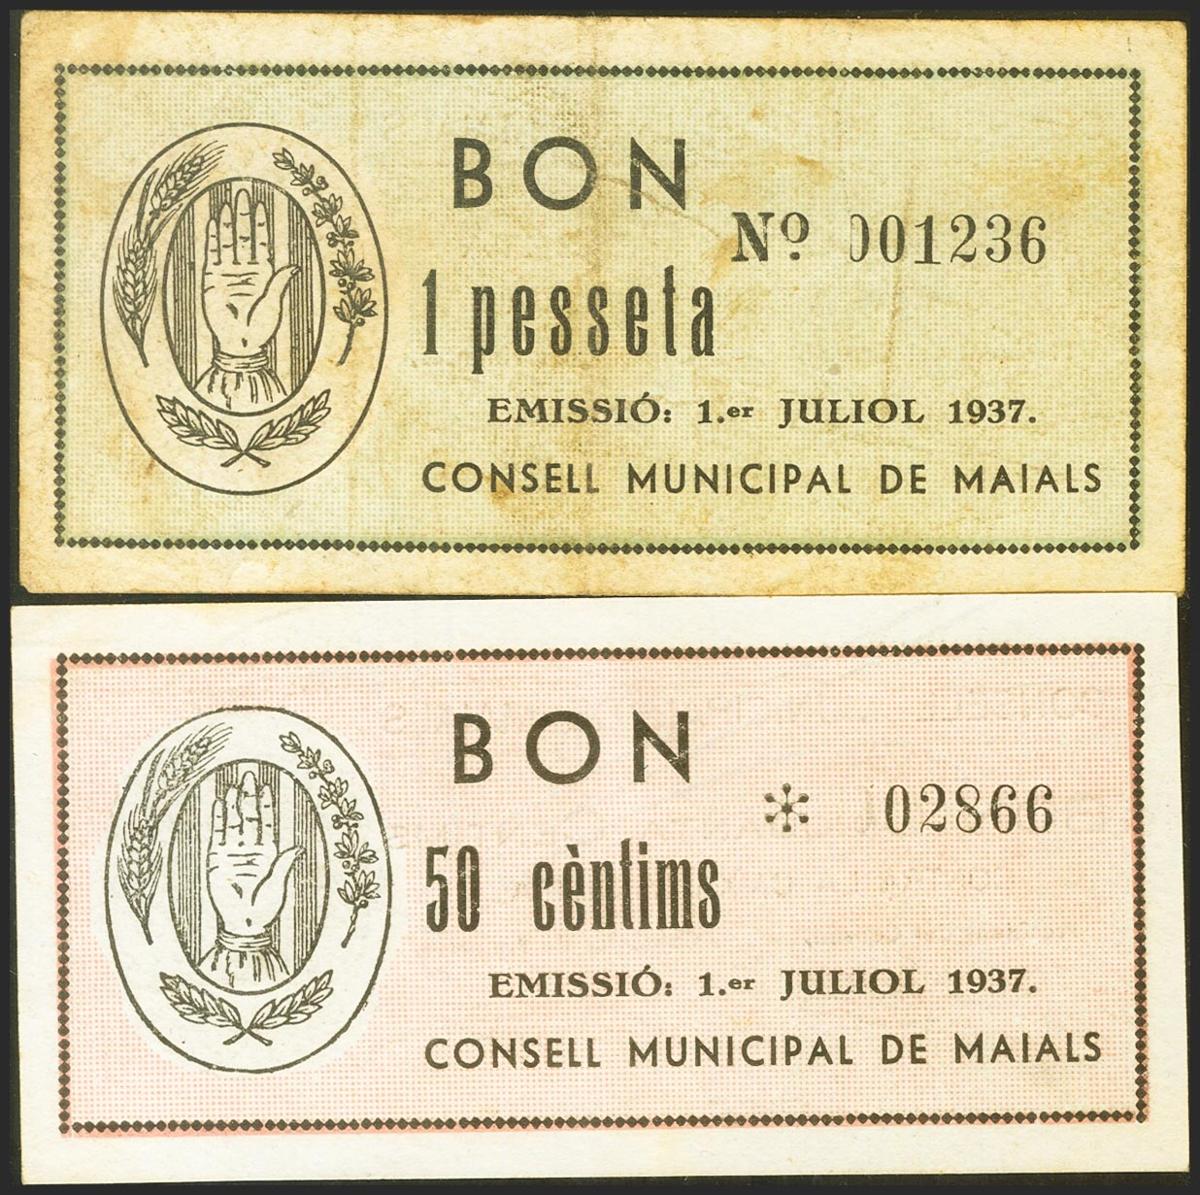 BON
Nº 001236
1 pesseta
EMISSIÓ: 1.er JULIOL 1937.
CONSELL MUNICIPAL DE MAIALS
BON
* 02866
50 cèntims
EMISSIÓ: 1.er JULIOL 1937.
CONSELL MUNICIPAL DE MAIALS